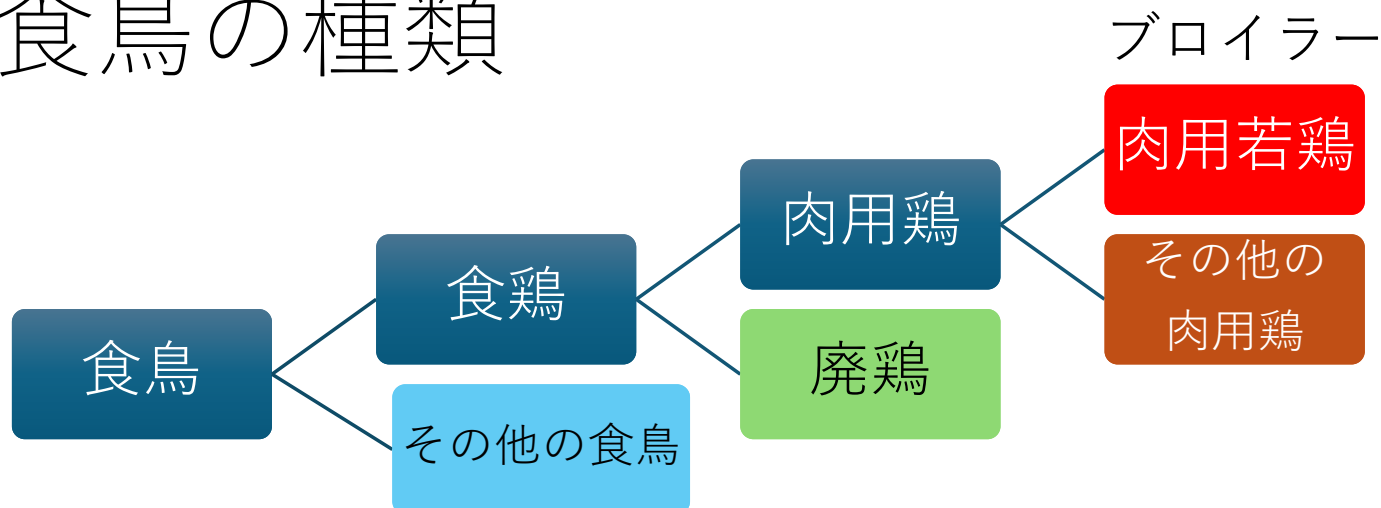 食鳥の種類
ブロイラー
肉用若鶏
肉用鶏
その他の
肉用鶏
食鶏
廃鶏
食鳥
その他の食鳥